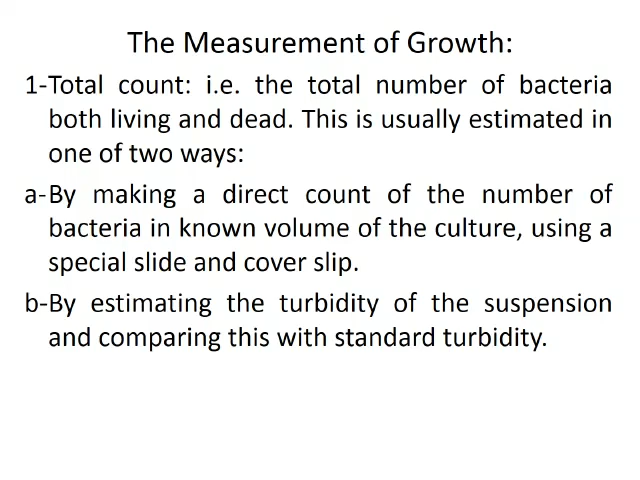 The Measurement of Growth:
1-Total count: i.e. the total number of bacteria
both living and dead. This is usually estimated in
one of two ways:
a-By making a direct count of the number of
bacteria in known volume of the culture, using a
special slide and cover slip.
b-By estimating the turbidity of the suspension
and comparing this with standard turbidity.